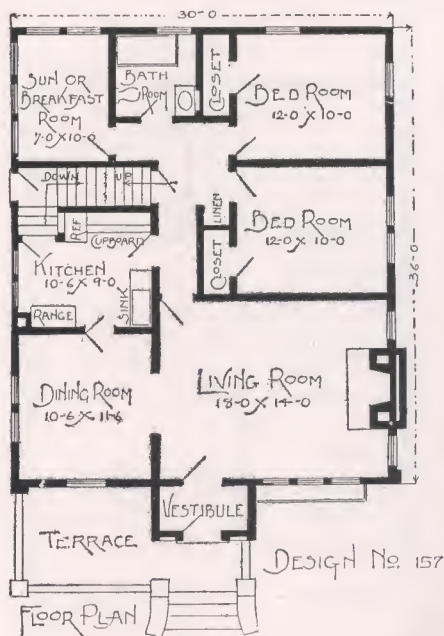 30-0
SUN OR
BREAKFAST
ROOM
7-0 X 10-0
BATH
ROOM
CLOSET
BED ROOM
12-0 X 10-0
DOWN
UP
LINEN
REF
CUPBOARD
CLOSET
BED ROOM
12-0 X 10-0
36-0
KITCHEN
10-6 X 9-0
SINK
RANGE
DINING ROOM
10-6 X 11-6
LIVING ROOM
18-0 X 14-0
VESTIBULE
TERRACE
DESIGN No. 157
FLOOR PLAN